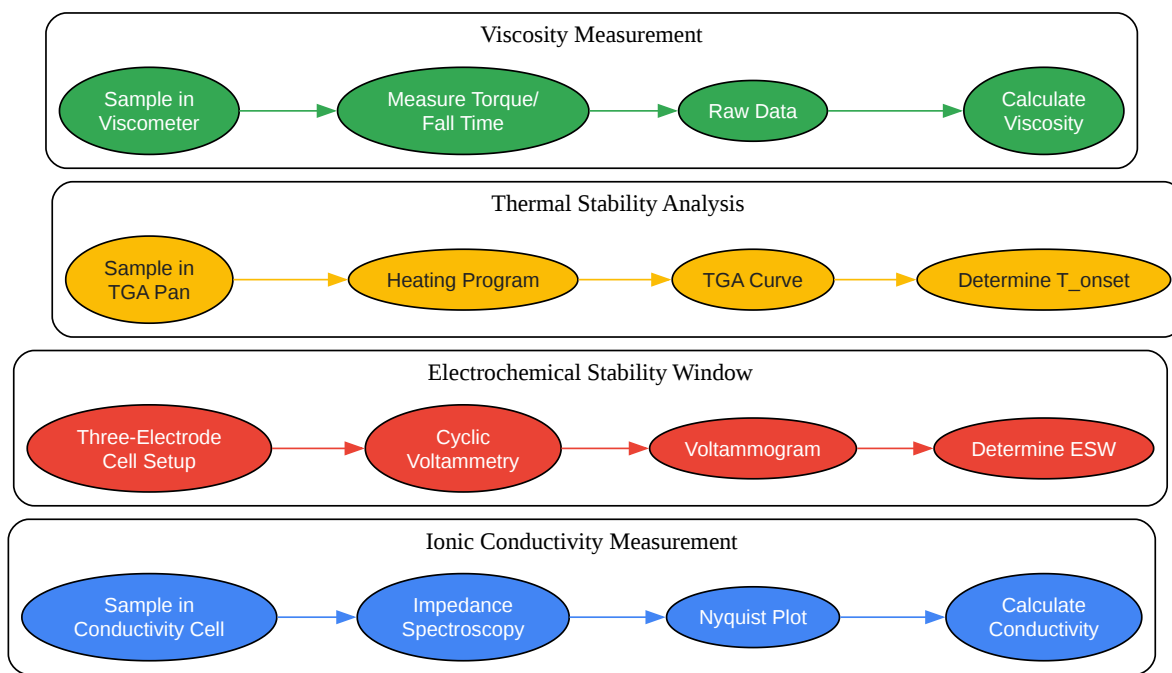 Viscosity Measurement
Sample in
Viscometer
Measure Torque/
Fall Time
Raw Data
Calculate
Viscosity
Thermal Stability Analysis
Sample in
TGA Pan
Heating Program
TGA Curve
Determine T_onset
Electrochemical Stability Window
Three-Electrode
Cell Setup
Cyclic
Voltammetry
Voltammogram
Determine ESW
Ionic Conductivity Measurement
Sample in
Conductivity Cell
Impedance
Spectroscopy
Nyquist Plot
Calculate
Conductivity